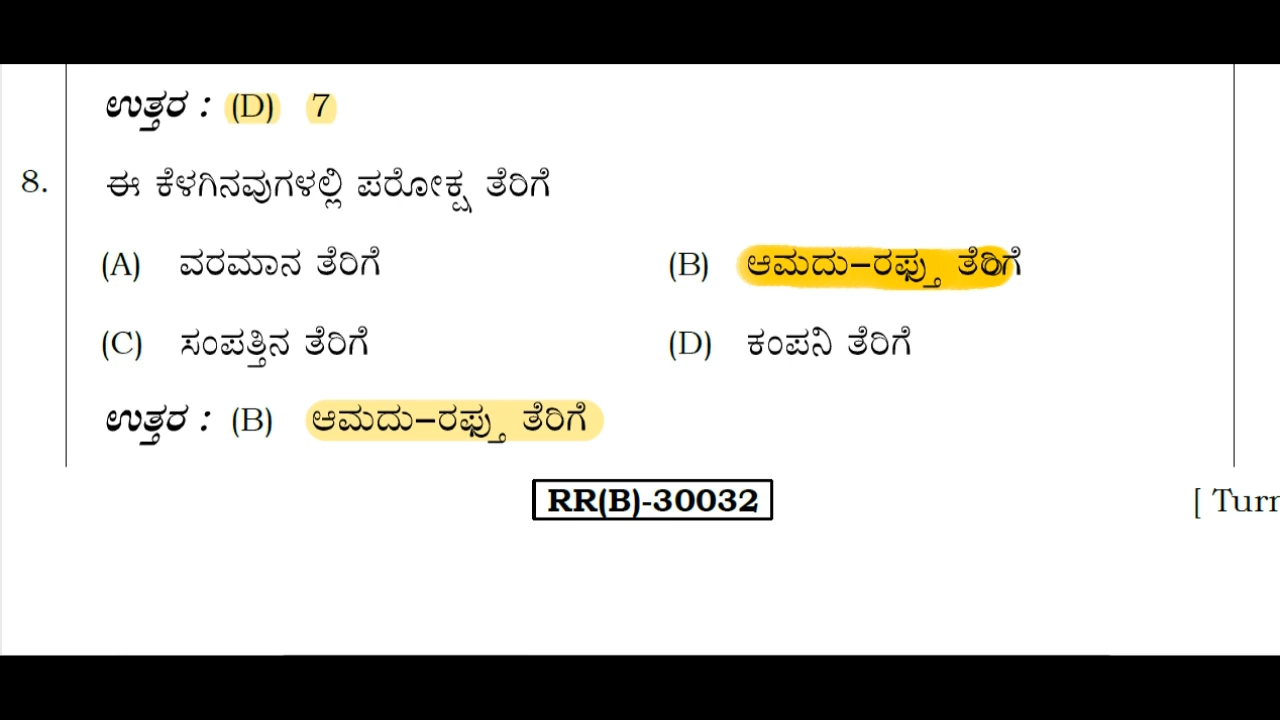 ಉತ್ತರ : (D) 7
8. ಈ ಕೆಳಗಿನವುಗಳಲ್ಲಿ ಪರೋಕ್ಷ ತೆರಿಗೆ
(A) ವರಮಾನ ತೆರಿಗೆ (B) ಆಮದು–ರಫ್ತು ತೆರಿಗೆ
(C) ಸಂಪತ್ತಿನ ತೆರಿಗೆ (D) ಕಂಪನಿ ತೆರಿಗೆ
ಉತ್ತರ : (B) ಆಮದು–ರಫ್ತು ತೆರಿಗೆ
RR(B)-30032 [ Turn